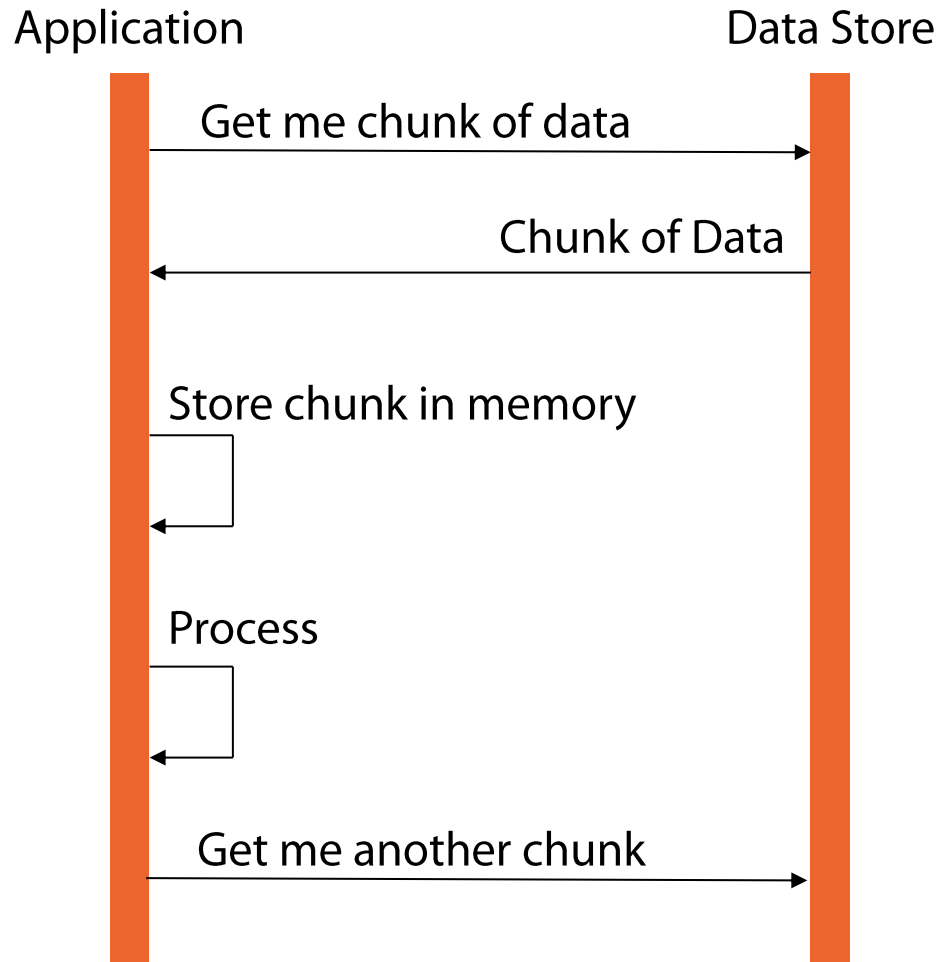 Application
Data Store
Get me chunk of data
Chunk of Data
Store chunk in memory
Process
Get me another chunk